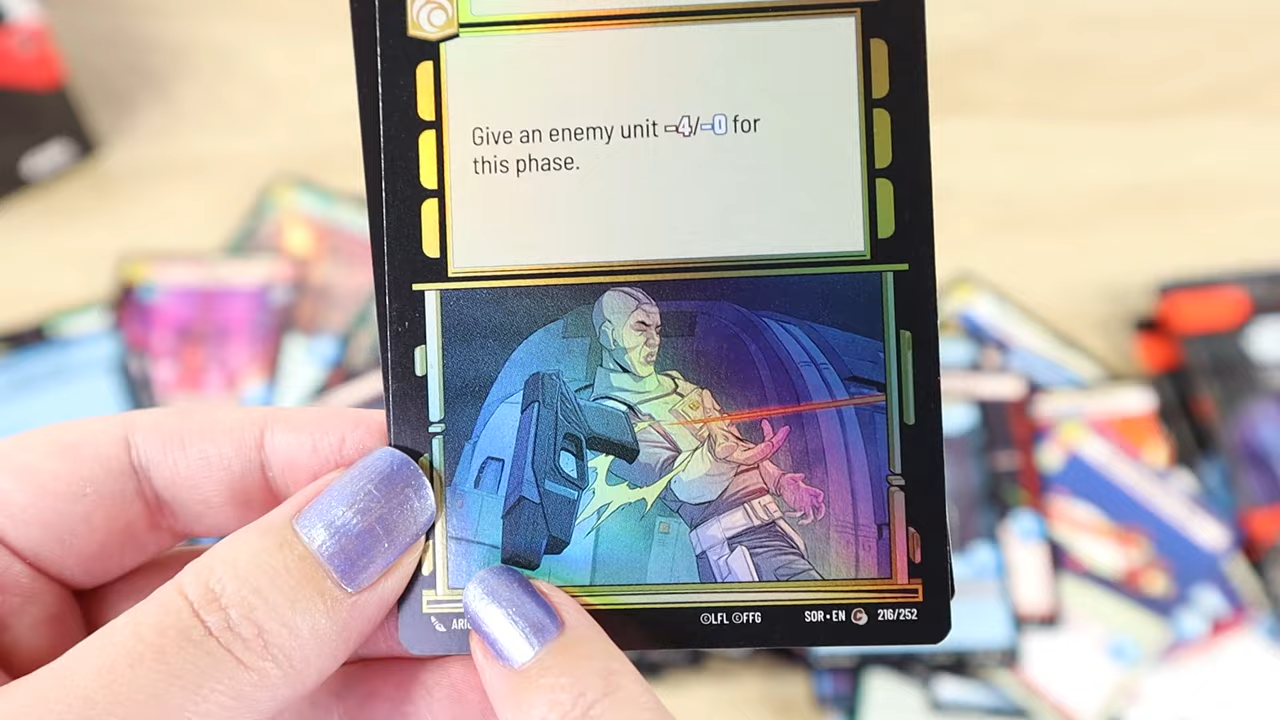 Give an enemy unit -4/-0 for
this phase.
©LFL ©FFG SOR • EN C 216/252